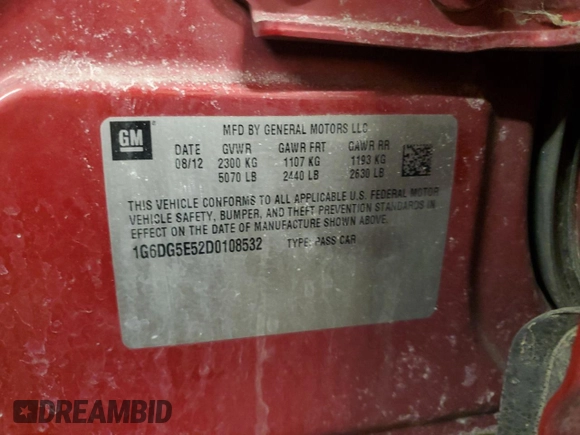 GM
MFD BY GENERAL MOTORS LLC
DATE GVWR GAWR FRT GAWR RR
08/12 2300 KG 1107 KG 1193 KG
5070 LB 2440 LB 2630 LB
THIS VEHICLE CONFORMS TO ALL APPLICABLE U.S. FEDERAL MOTOR
VEHICLE SAFETY, BUMPER, AND THEFT PREVENTION STANDARDS IN
EFFECT ON THE DATE OF MANUFACTURE SHOWN ABOVE.
1G6DG5E52D0108532 TYPE: PASS CAR
DREAMBID